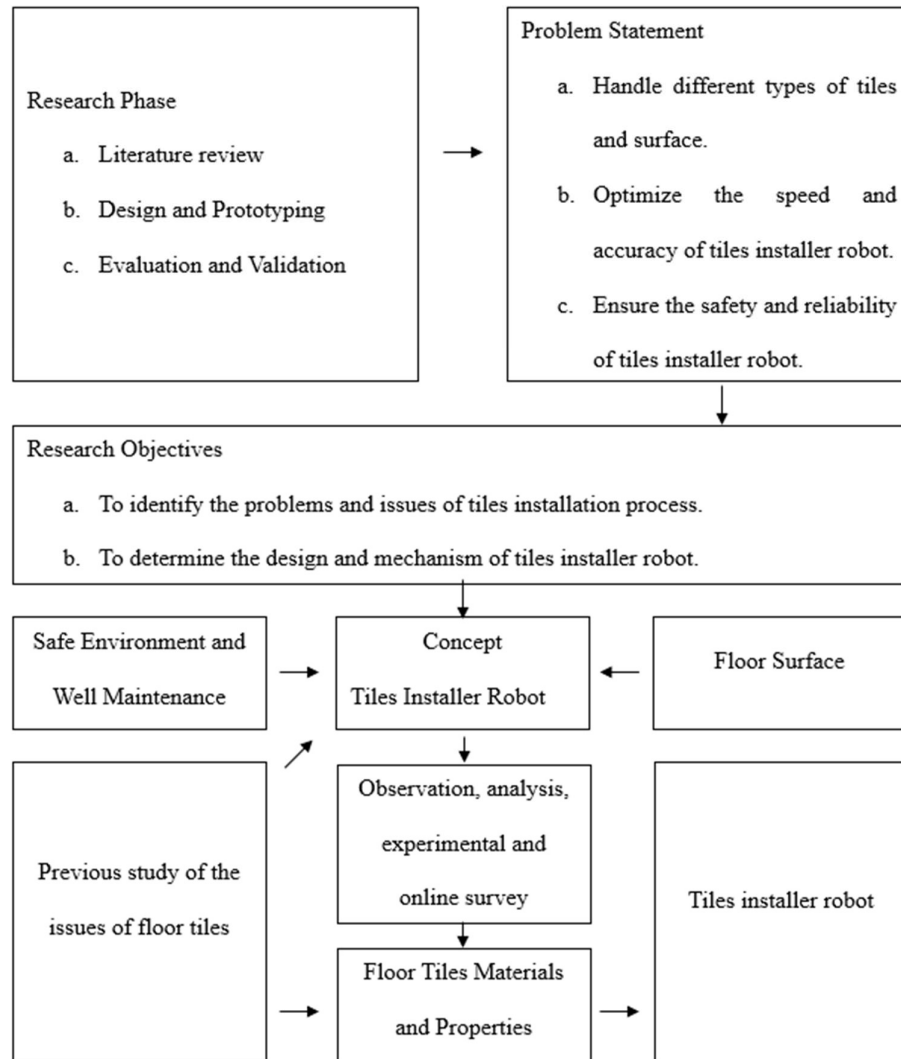 Research Phase
a. Literature review
b. Design and Prototyping
c. Evaluation and Validation
Problem Statement
a. Handle different types of tiles
and surface.
b. Optimize the speed and
accuracy of tiles installer robot.
c. Ensure the safety and reliability
of tiles installer robot.
Research Objectives
a. To identify the problems and issues of tiles installation process.
b. To determine the design and mechanism of tiles installer robot.
Safe Environment and
Well Maintenance
Concept
Tiles Installer Robot
Floor Surface
Previous study of the
issues of floor tiles
Observation, analysis,
experimental and
online survey
Floor Tiles Materials
and Properties
Tiles installer robot